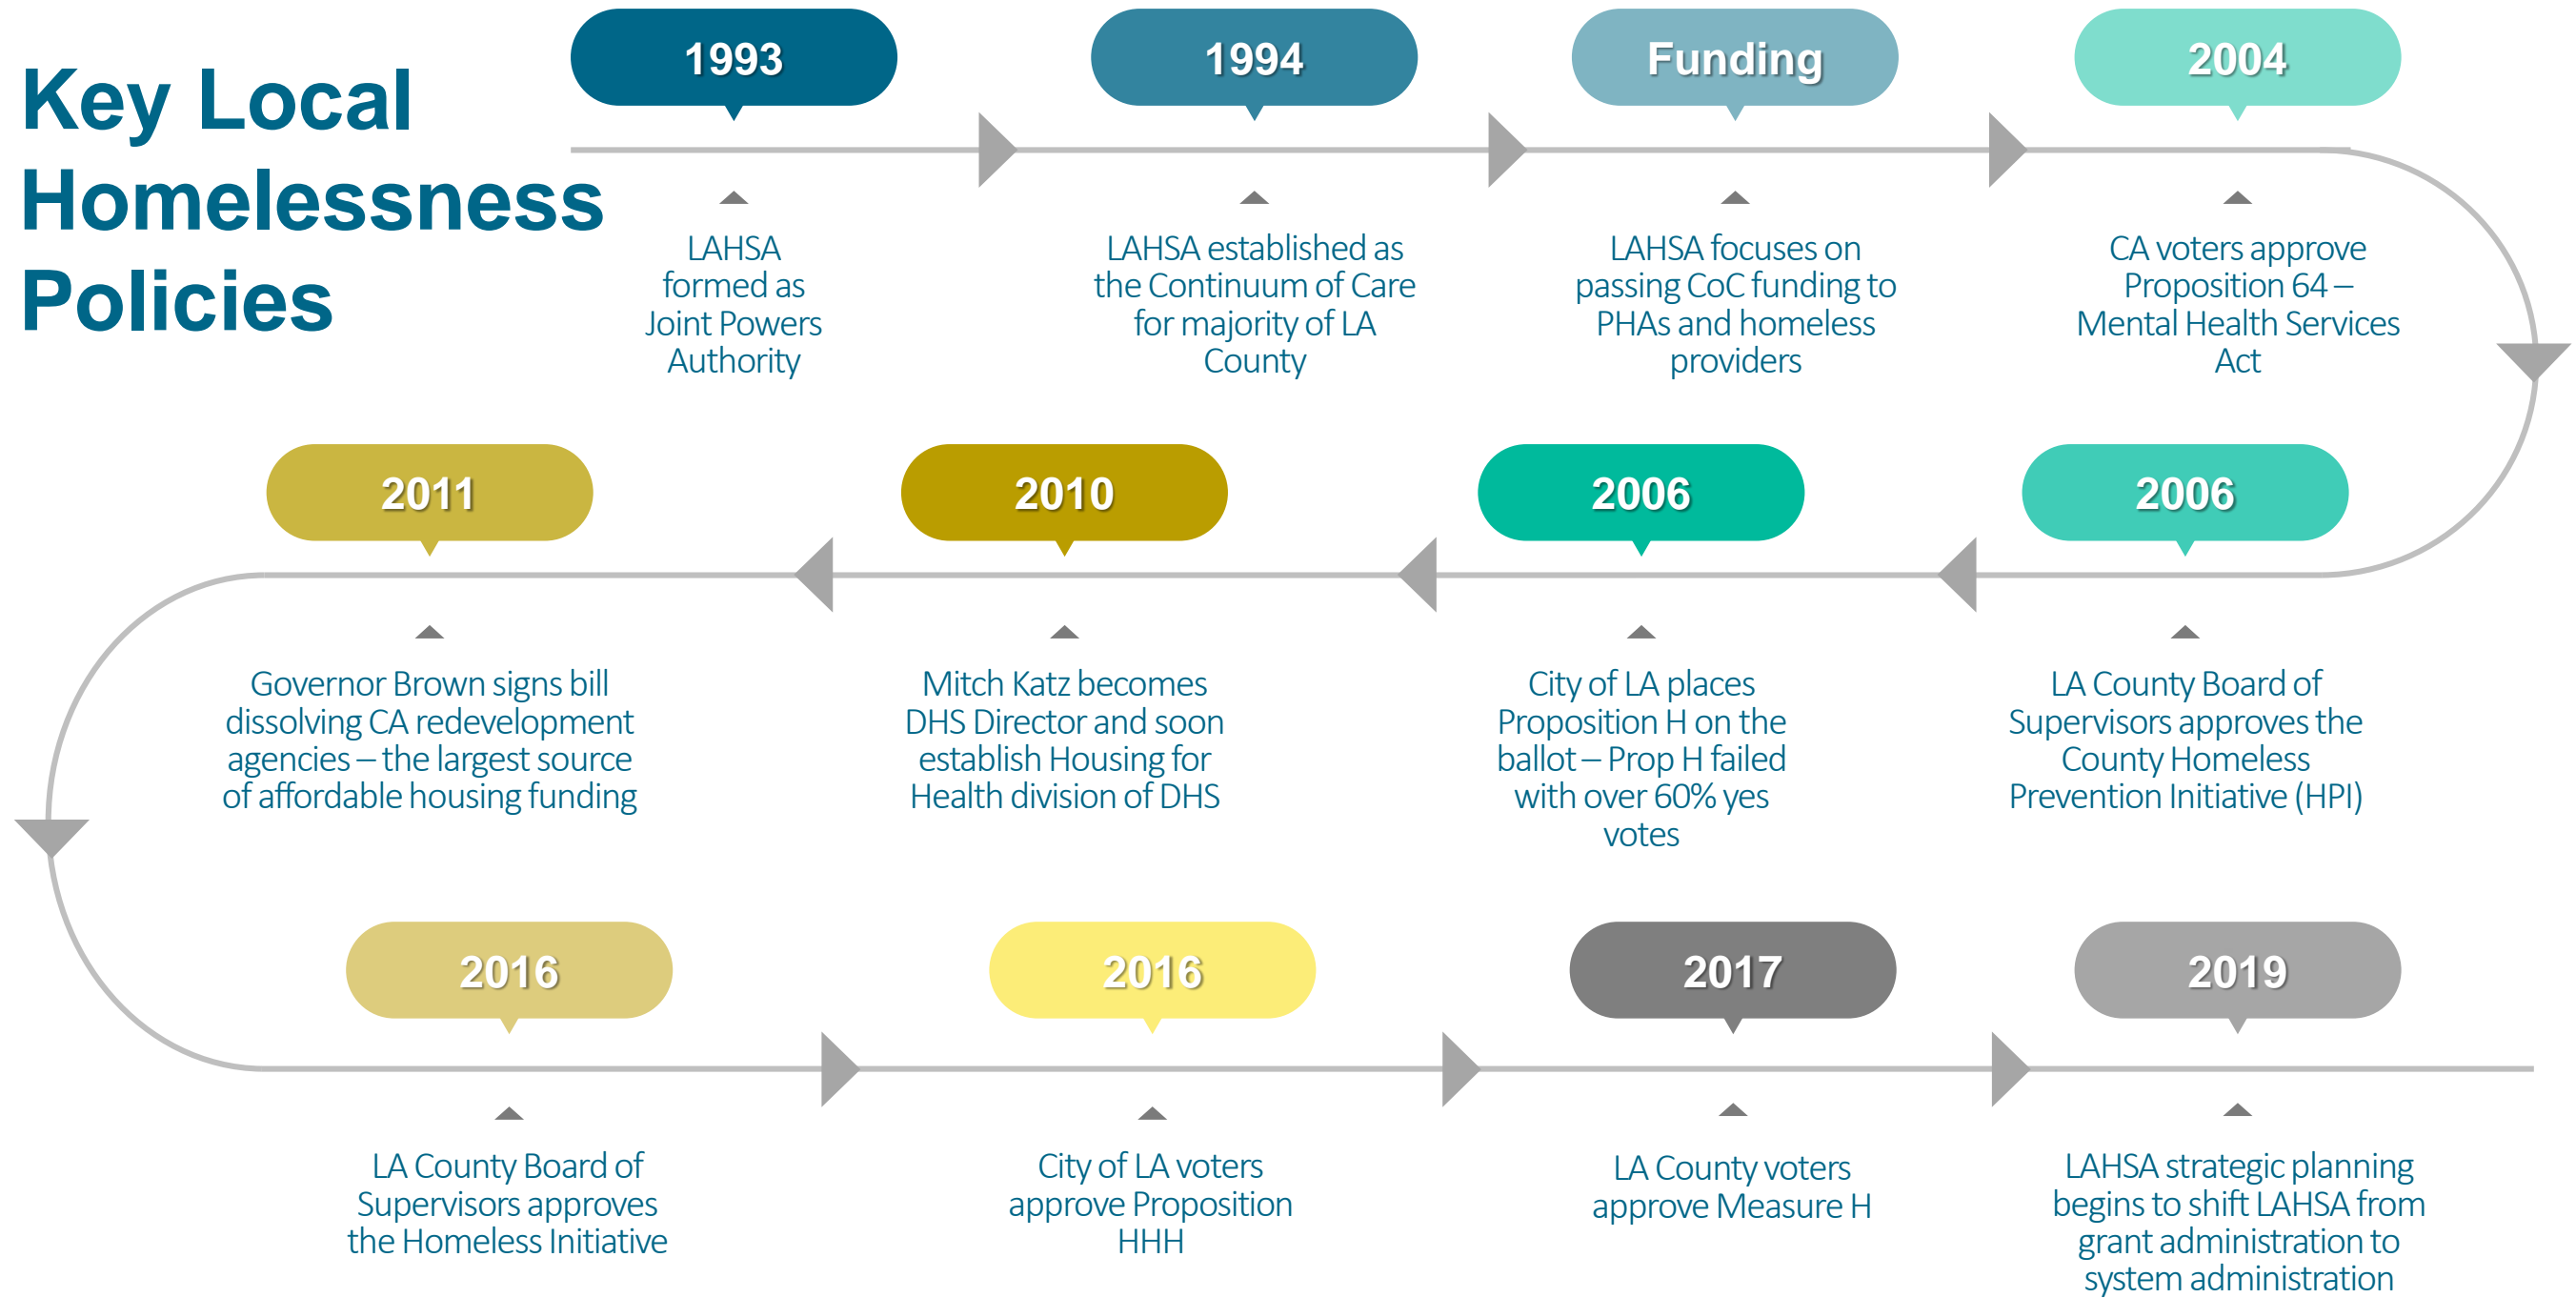 Key Local
Homelessness
Policies
1993
LAHSA
formed as
Joint Powers
Authority
1994
LAHSA established as
the Continuum of Care
for majority of LA
County
Funding
LAHSA focuses on
passing CoC funding to
PHAs and homeless
providers
2004
CA voters approve
Proposition 64 –
Mental Health Services
Act
2006
LA County Board of
Supervisors approves the
County Homeless
Prevention Initiative (HPI)
2006
City of LA places
Proposition H on the
ballot – Prop H failed
with over 60% yes
votes
2010
Mitch Katz becomes
DHS Director and soon
establish Housing for
Health division of DHS
2011
Governor Brown signs bill
dissolving CA redevelopment
agencies – the largest source
of affordable housing funding
2016
LA County Board of
Supervisors approves
the Homeless Initiative
2016
City of LA voters
approve Proposition
HHH
2017
LA County voters
approve Measure H
2019
LAHSA strategic planning
begins to shift LAHSA from
grant administration to
system administration